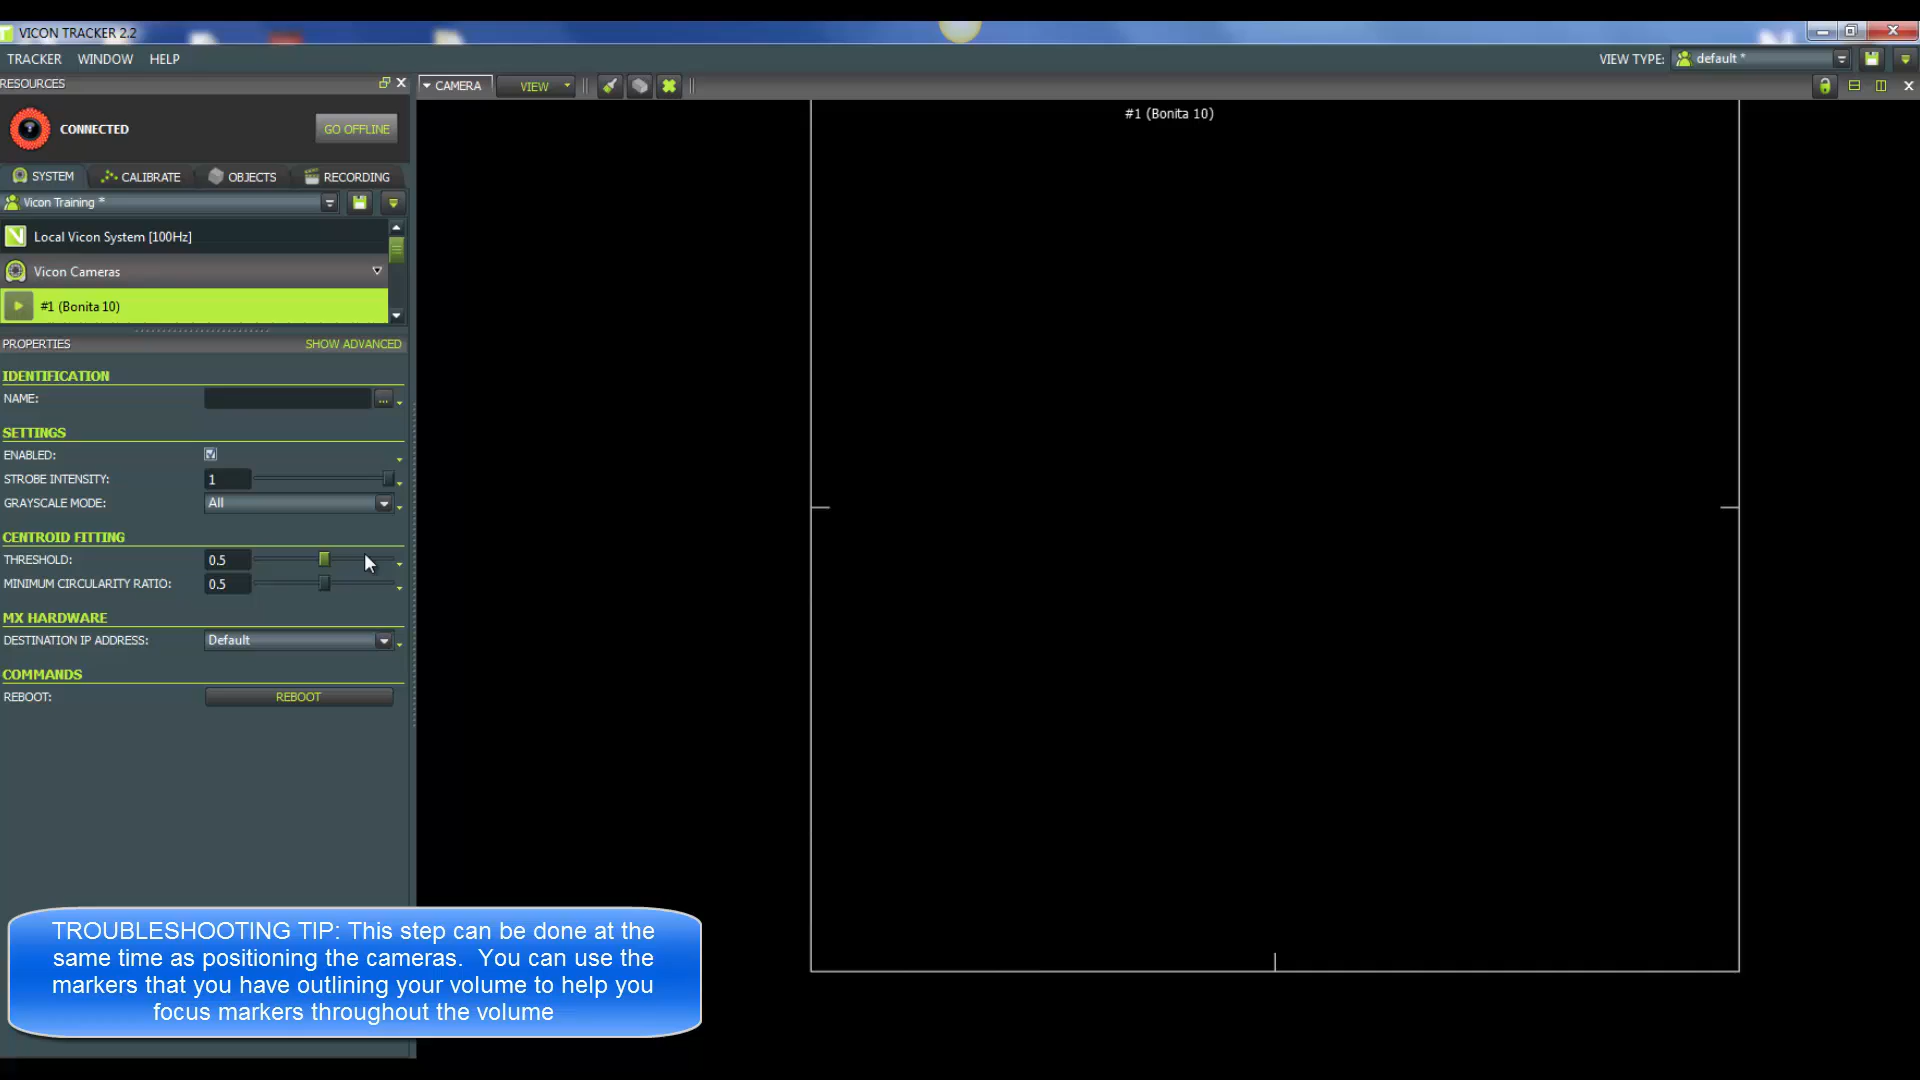 VICON TRACKER 2.2
TRACKER WINDOW HELP
VIEW TYPE: default *
RESOURCES
CAMERA VIEW
#1 (Bonita 10)
CONNECTED
GO OFFLINE
SYSTEM CALIBRATE OBJECTS RECORDING
Vicon Training *
Local Vicon System [100Hz]
Vicon Cameras
#1 (Bonita 10)
PROPERTIES SHOW ADVANCED
IDENTIFICATION
NAME: ...
SETTINGS
ENABLED:
STROBE INTENSITY: 1
GRAYSCALE MODE: All
CENTROID FITTING
THRESHOLD: 0.5
MINIMUM CIRCULARITY RATIO: 0.5
MX HARDWARE
DESTINATION IP ADDRESS: Default
COMMANDS
REBOOT: REBOOT
TROUBLESHOOTING TIP: This step can be done at the
same time as positioning the cameras. You can use the
markers that you have outlining your volume to help you
focus markers throughout the volume